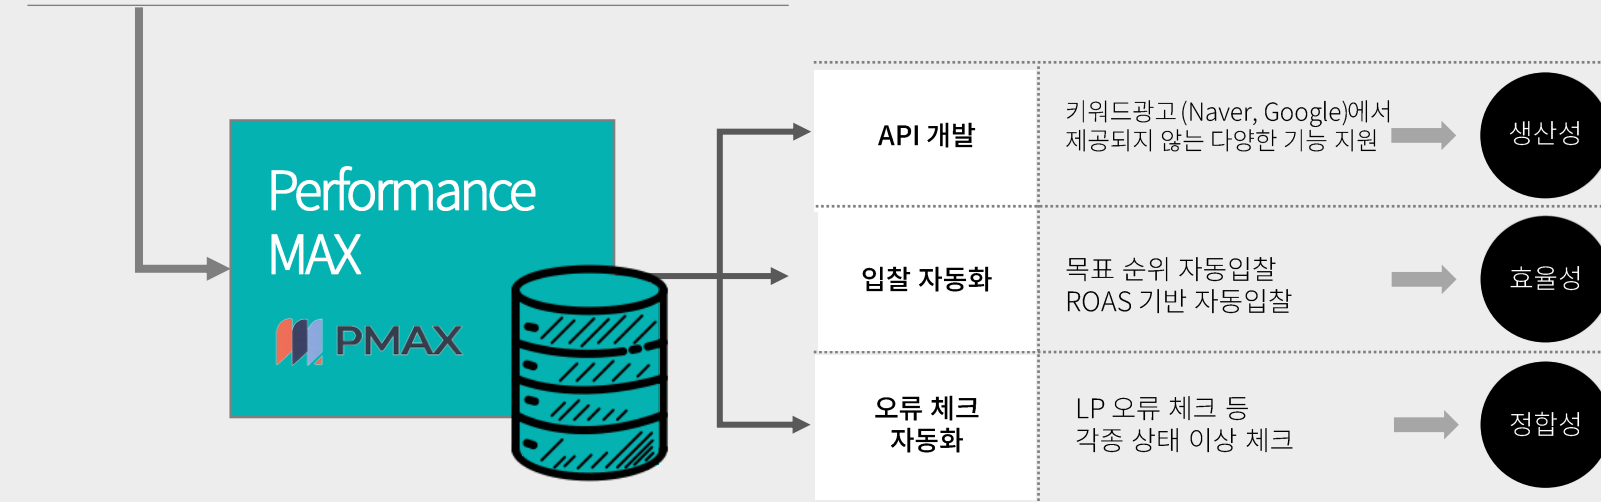 Performance
MAX
PMAX
API 개발
키워드광고 (Naver, Google)에서
제공되지 않는 다양한 기능 지원
생산성
입찰 자동화
목표 순위 자동입찰
ROAS 기반 자동입찰
효율성
오류 체크
자동화
LP 오류 체크 등
각종 상태 이상 체크
정합성